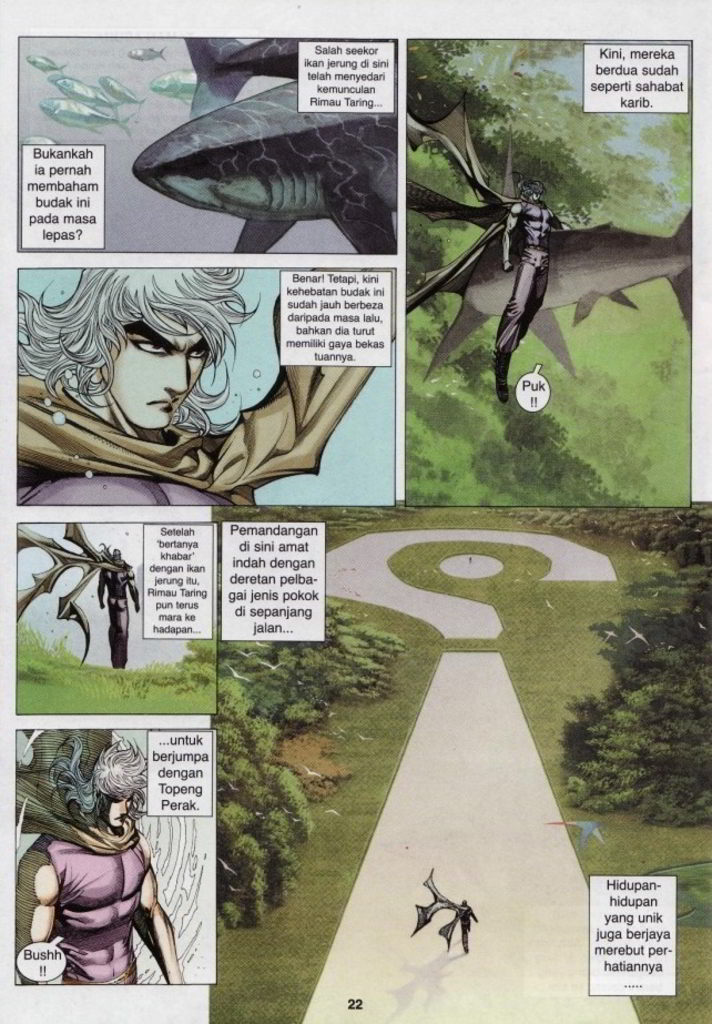 Salah seekor
ikan jerung di sini
telah menyedari
kemunculan
Rimau Taring...
Bukankah
ia pernah
membaham
budak ini
pada masa
lepas?
Kini, mereka
berdua sudah
seperti sahabat
karib.
Puk
!!
Benar! Tetapi, kini
kehebatan budak ini
sudah jauh berbeza
daripada masa lalu,
bahkan dia turut
memiliki gaya bekas
tuannya.
Setelah
'bertanya
khabar'
dengan ikan
jerung itu,
Rimau Taring
pun terus
mara ke
hadapan...
Pemandangan
di sini amat
indah dengan
deretan pelba-
gai jenis pokok
di sepanjang
jalan...
...untuk
berjumpa
dengan
Topeng
Perak.
Bushh
!!
Hidupan-
hidupan
yang unik
juga berjaya
merebut per-
hatiannya
.....
22